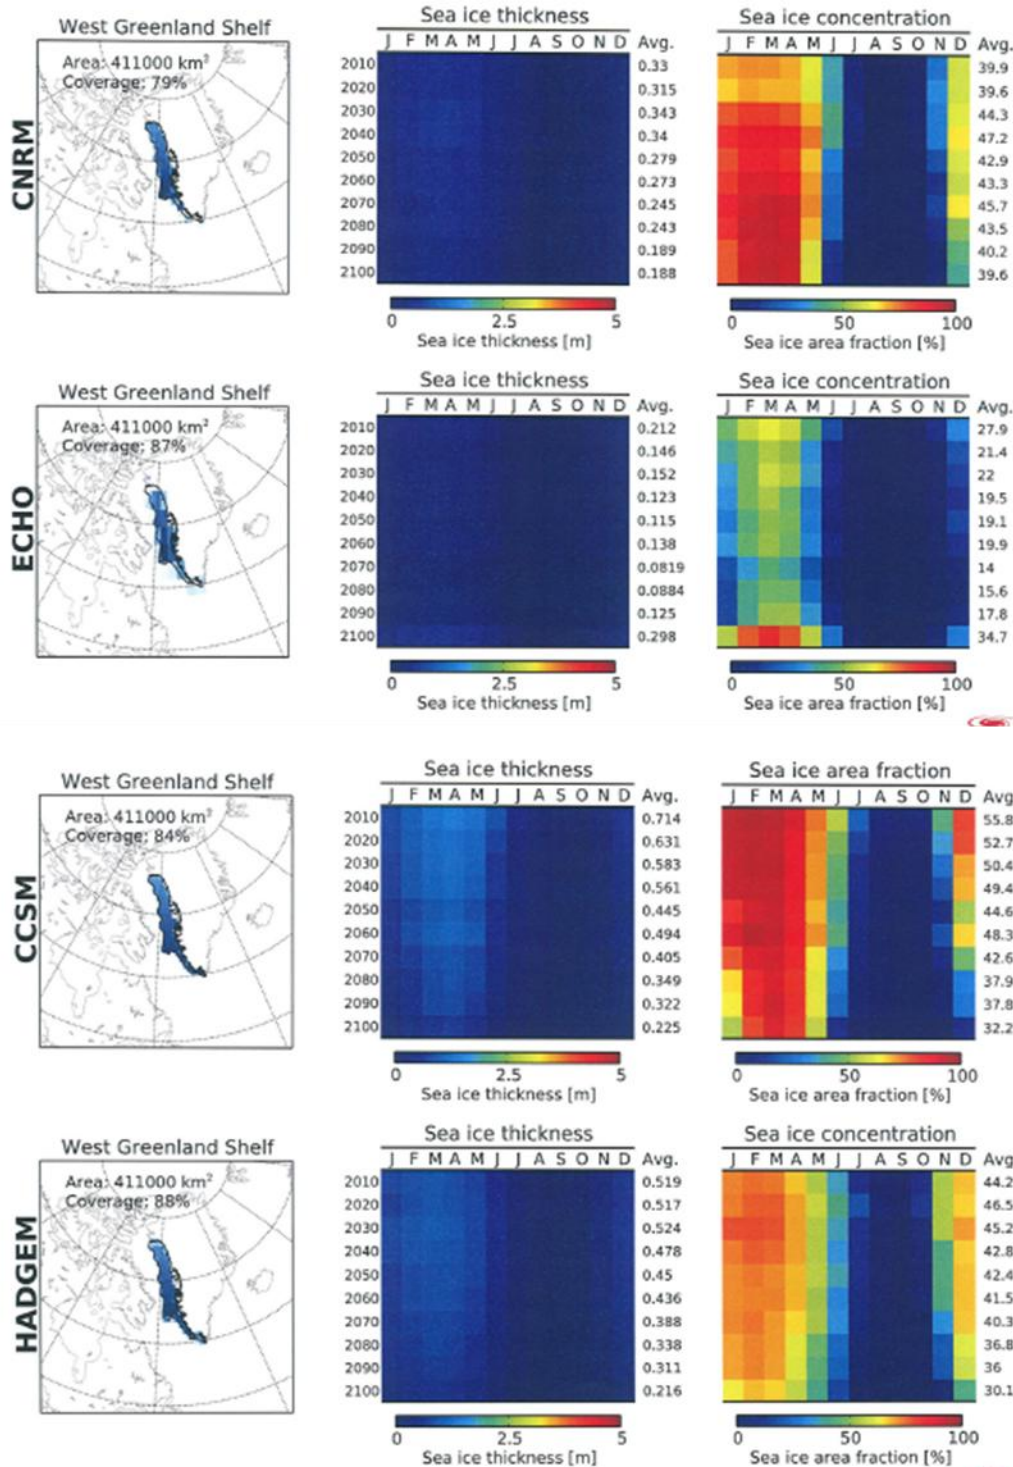 CNRM
West Greenland Shelf
Area: 411000 km²
Coverage: 79%
Sea ice thickness
J F M A M J J A S O N D Avg.
2010 0.33
2020 0.315
2030 0.343
2040 0.34
2050 0.279
2060 0.273
2070 0.245
2080 0.243
2090 0.189
2100 0.188
0 2.5 5
Sea ice thickness [m]
Sea ice concentration
J F M A M J J A S O N D Avg.
39.9
39.6
44.3
47.2
42.9
43.3
45.7
43.5
40.2
39.6
0 50 100
Sea ice area fraction [%]
ECHO
West Greenland Shelf
Area: 411000 km²
Coverage: 87%
Sea ice thickness
J F M A M J J A S O N D Avg.
2010 0.212
2020 0.146
2030 0.152
2040 0.123
2050 0.115
2060 0.138
2070 0.0819
2080 0.0884
2090 0.125
2100 0.298
0 2.5 5
Sea ice thickness [m]
Sea ice concentration
J F M A M J J A S O N D Avg.
27.9
21.4
22
19.5
19.1
19.9
14
15.6
17.8
34.7
0 50 100
Sea ice area fraction [%]
CCSM
West Greenland Shelf
Area: 411000 km²
Coverage: 84%
Sea ice thickness
J F M A M J J A S O N D Avg.
2010 0.714
2020 0.631
2030 0.583
2040 0.561
2050 0.445
2060 0.494
2070 0.405
2080 0.349
2090 0.322
2100 0.225
0 2.5 5
Sea ice thickness [m]
Sea ice area fraction
J F M A M J J A S O N D Avg.
55.8
52.7
50.4
49.4
44.6
48.3
42.6
37.9
37.8
32.2
0 50 100
Sea ice area fraction [%]
HADGEM
West Greenland Shelf
Area: 411000 km²
Coverage: 88%
Sea ice thickness
J F M A M J J A S O N D Avg.
2010 0.519
2020 0.517
2030 0.524
2040 0.478
2050 0.45
2060 0.436
2070 0.388
2080 0.338
2090 0.311
2100 0.216
0 2.5 5
Sea ice thickness [m]
Sea ice concentration
J F M A M J J A S O N D Avg.
44.2
46.5
45.2
42.8
42.4
41.5
40.3
36.8
36
30.1
0 50 100
Sea ice area fraction [%]